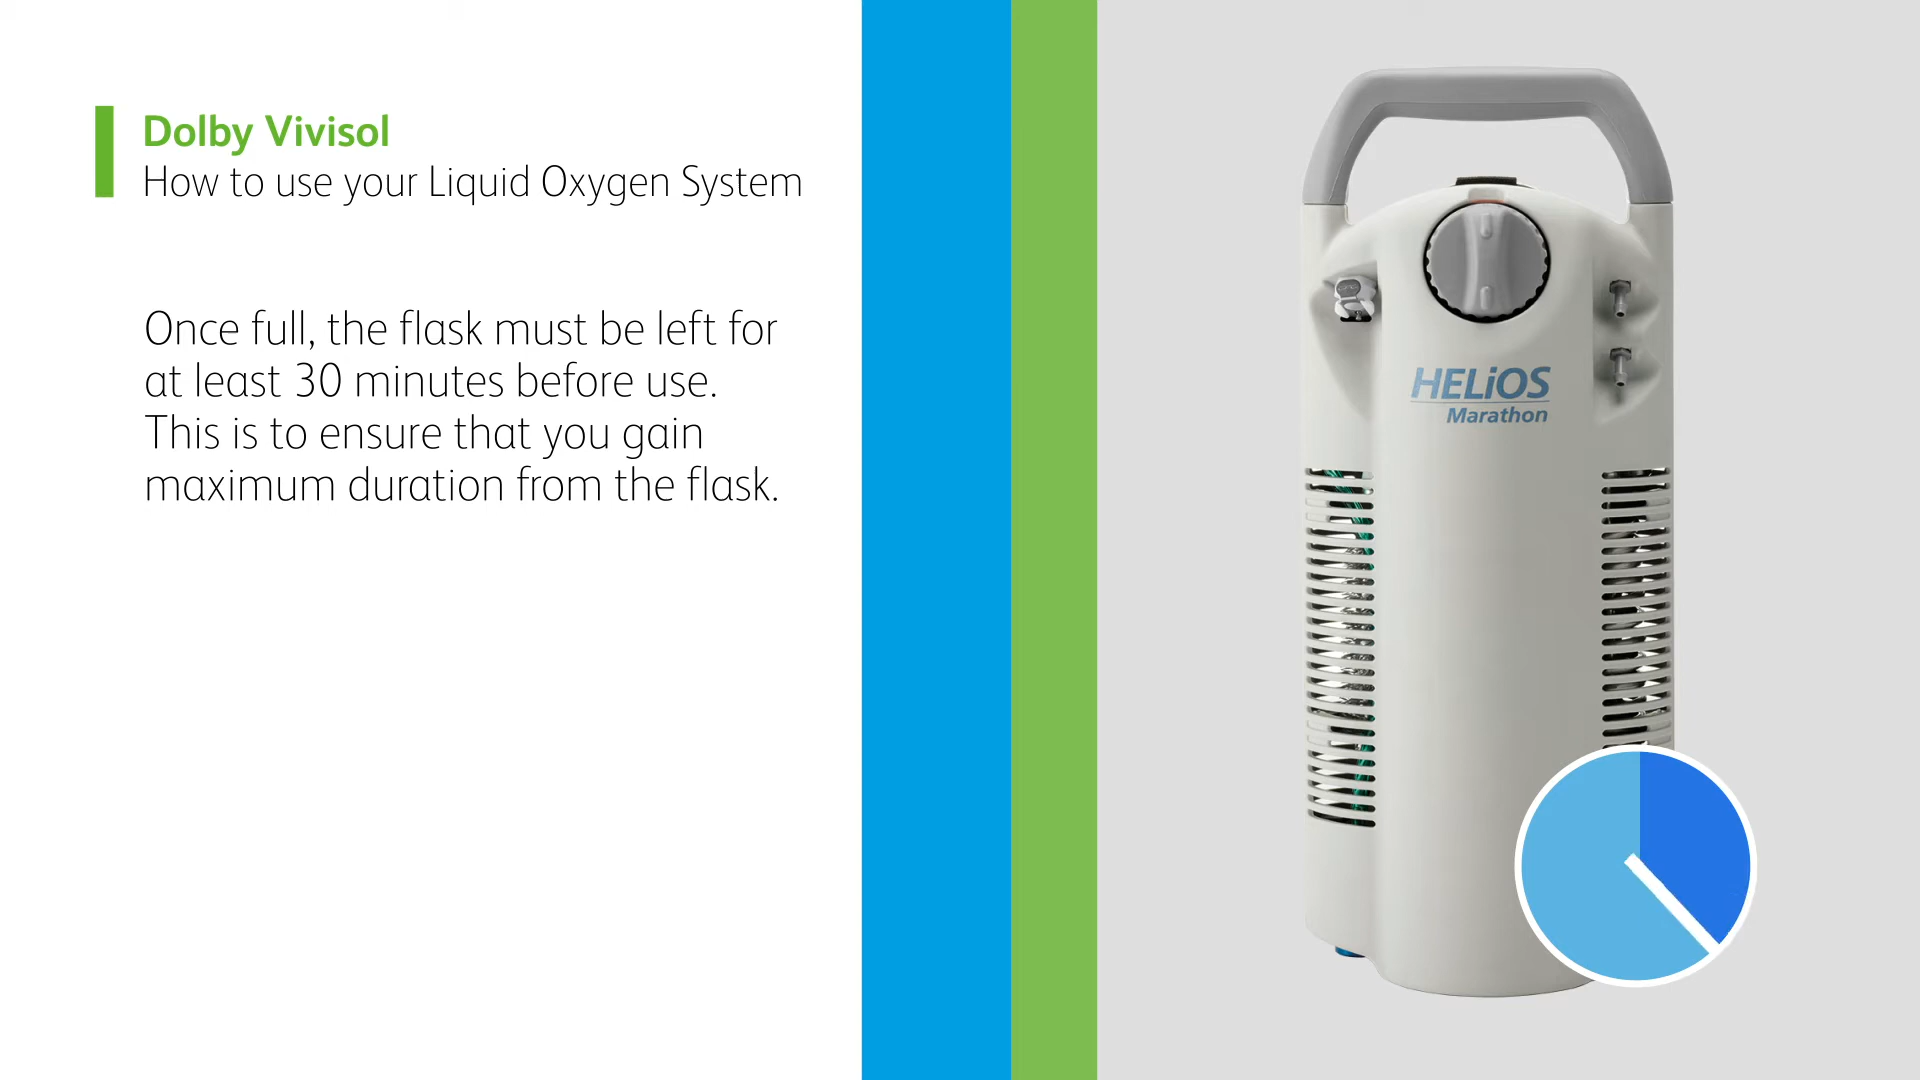 Dolby Vivisol
How to use your Liquid Oxygen System
Once full, the flask must be left for
at least 30 minutes before use.
This is to ensure that you gain
maximum duration from the flask.
HELiOS
Marathon